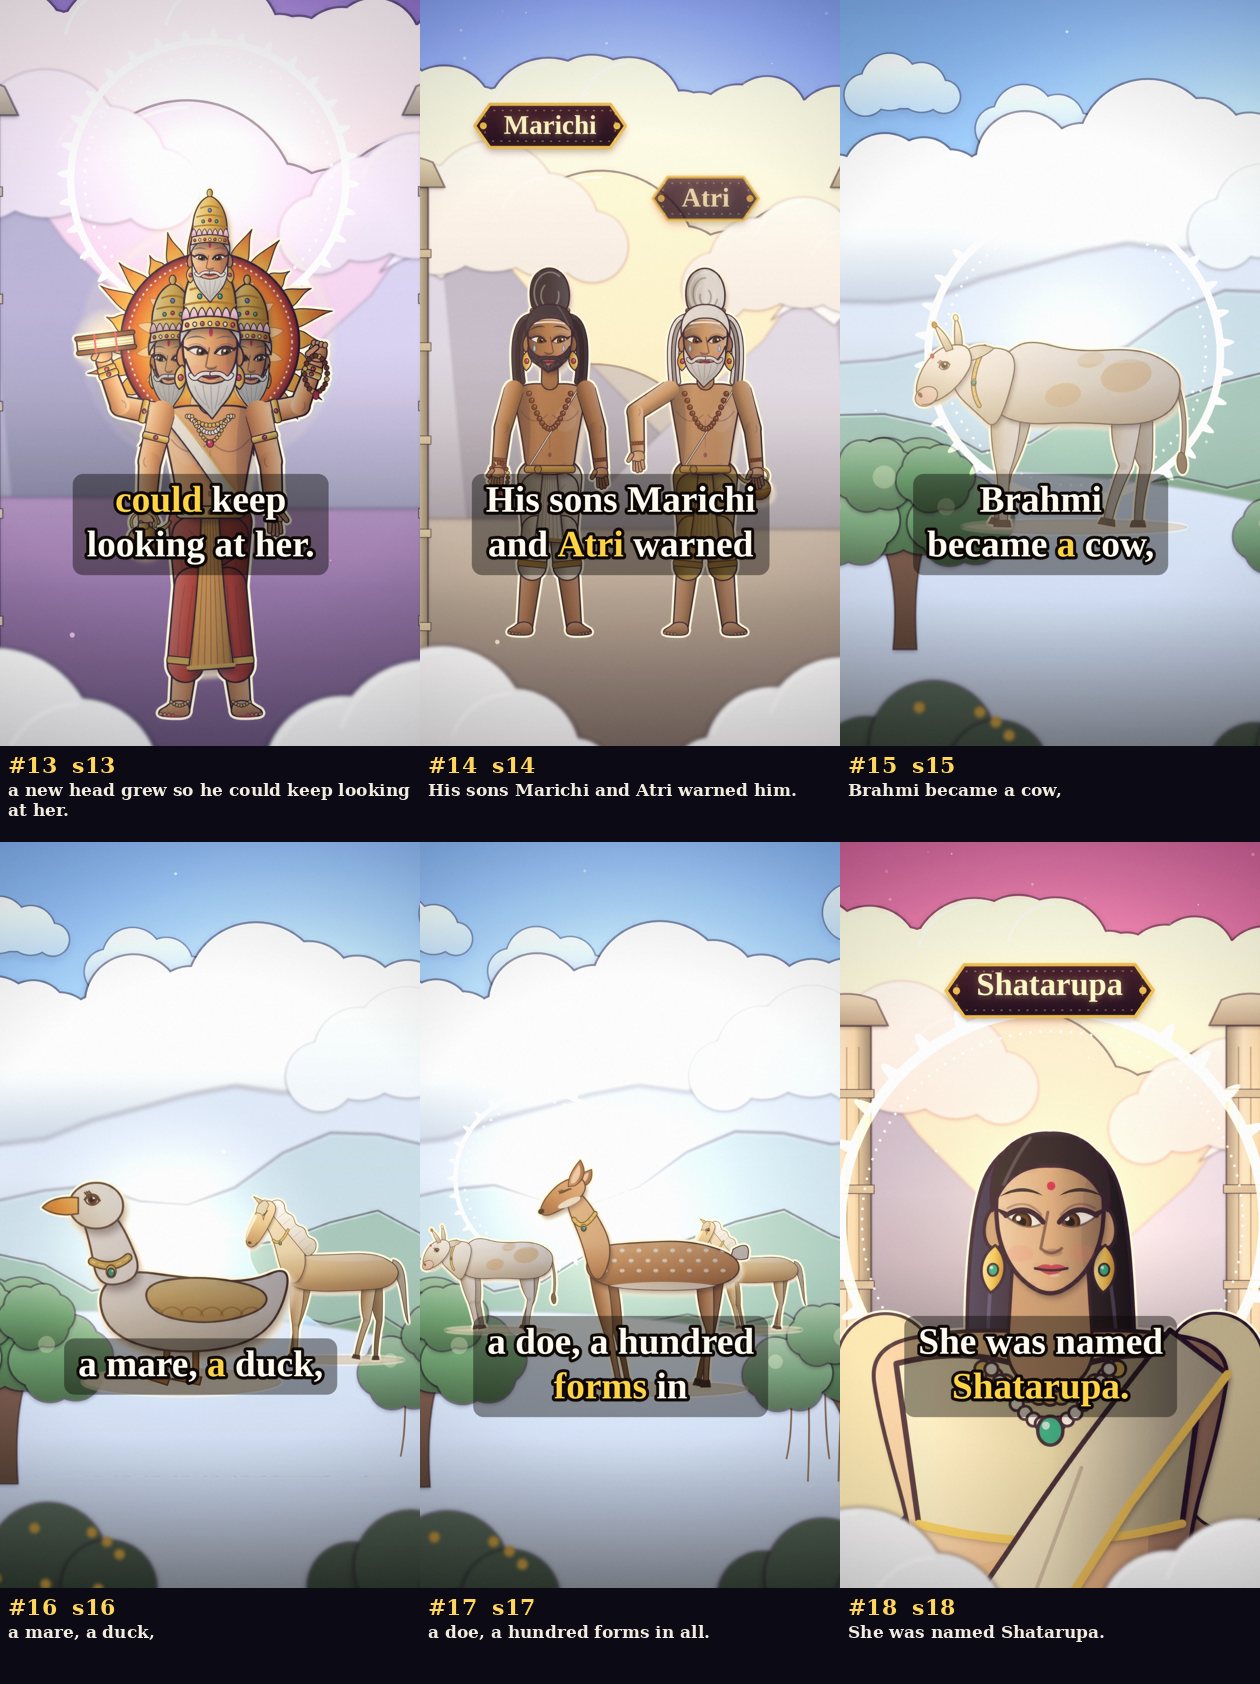 could keep
looking at her.
#13 s13
a new head grew so he could keep looking
at her.
Marichi
Atri
His sons Marichi
and Atri warned
#14 s14
His sons Marichi and Atri warned him.
Brahmi
became a cow,
#15 s15
Brahmi became a cow,
a mare, a duck,
#16 s16
a mare, a duck,
a doe, a hundred
forms in
#17 s17
a doe, a hundred forms in all.
Shatarupa
She was named
Shatarupa.
#18 s18
She was named Shatarupa.